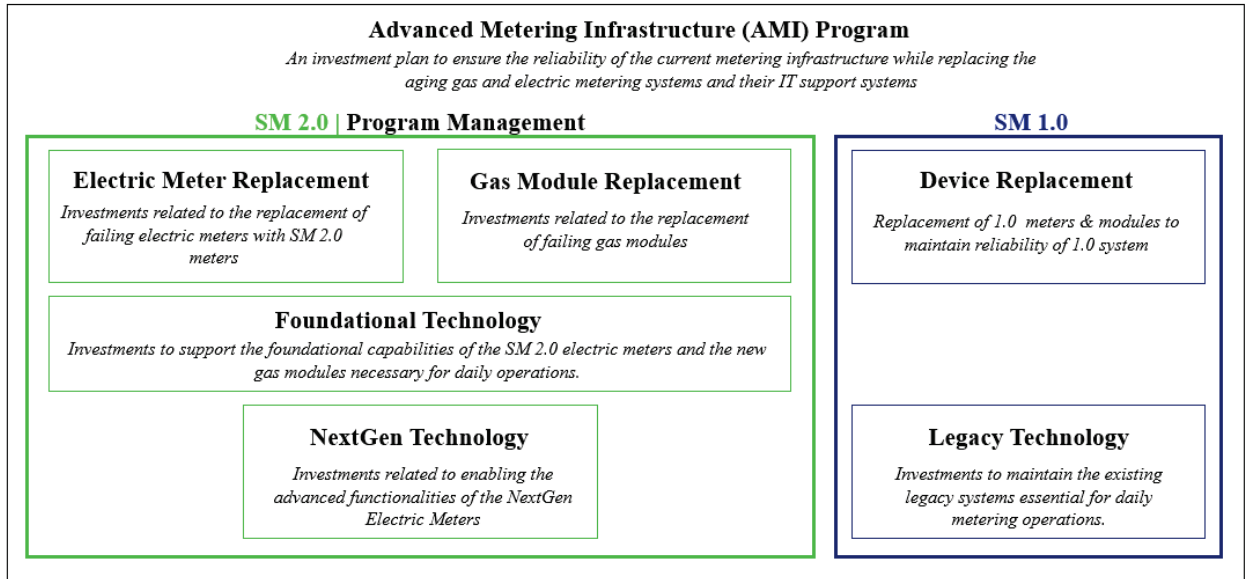 Advanced Metering Infrastructure (AMI) Program
An investment plan to ensure the reliability of the current metering infrastructure while replacing the
aging gas and electric metering systems and their IT support systems
SM 2.0 | Program Management
Electric Meter Replacement
Investments related to the replacement of
failing electric meters with SM 2.0
meters
Gas Module Replacement
Investments related to the replacement
of failing gas modules
Foundational Technology
Investments to support the foundational capabilities of the SM 2.0 electric meters and the new
gas modules necessary for daily operations.
NextGen Technology
Investments related to enabling the
advanced functionalities of the NextGen
Electric Meters
SM 1.0
Device Replacement
Replacement of 1.0 meters & modules to
maintain reliability of 1.0 system
Legacy Technology
Investments to maintain the existing
legacy systems essential for daily
metering operations.